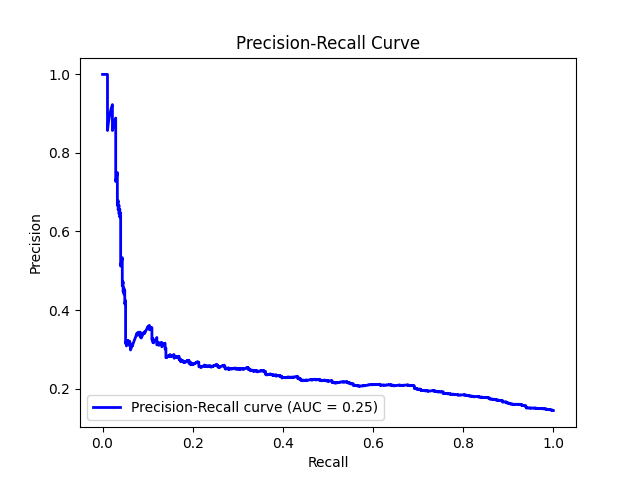 Precision-Recall Curve
1.0
0.8
0.6
0.4
0.2
Precision
Precision-Recall curve (AUC = 0.25)
0.0 0.2 0.4 0.6 0.8 1.0
Recall